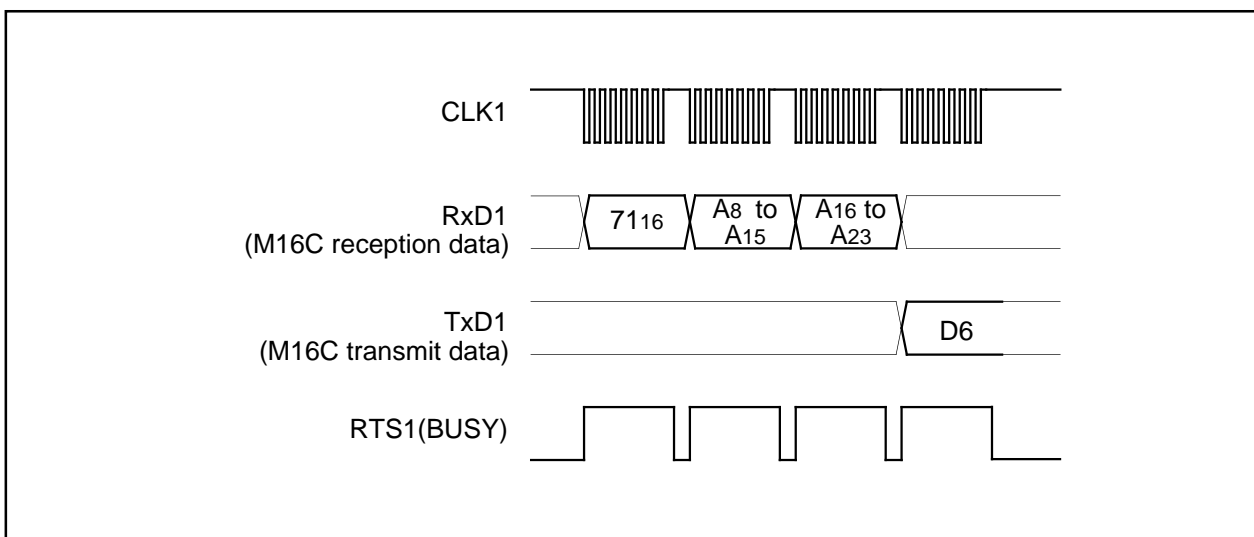 CLK1
RxD1
(M16C reception data)
7116
A8 to
A15
A16 to
A23
TxD1
(M16C transmit data)
D6
RTS1(BUSY)